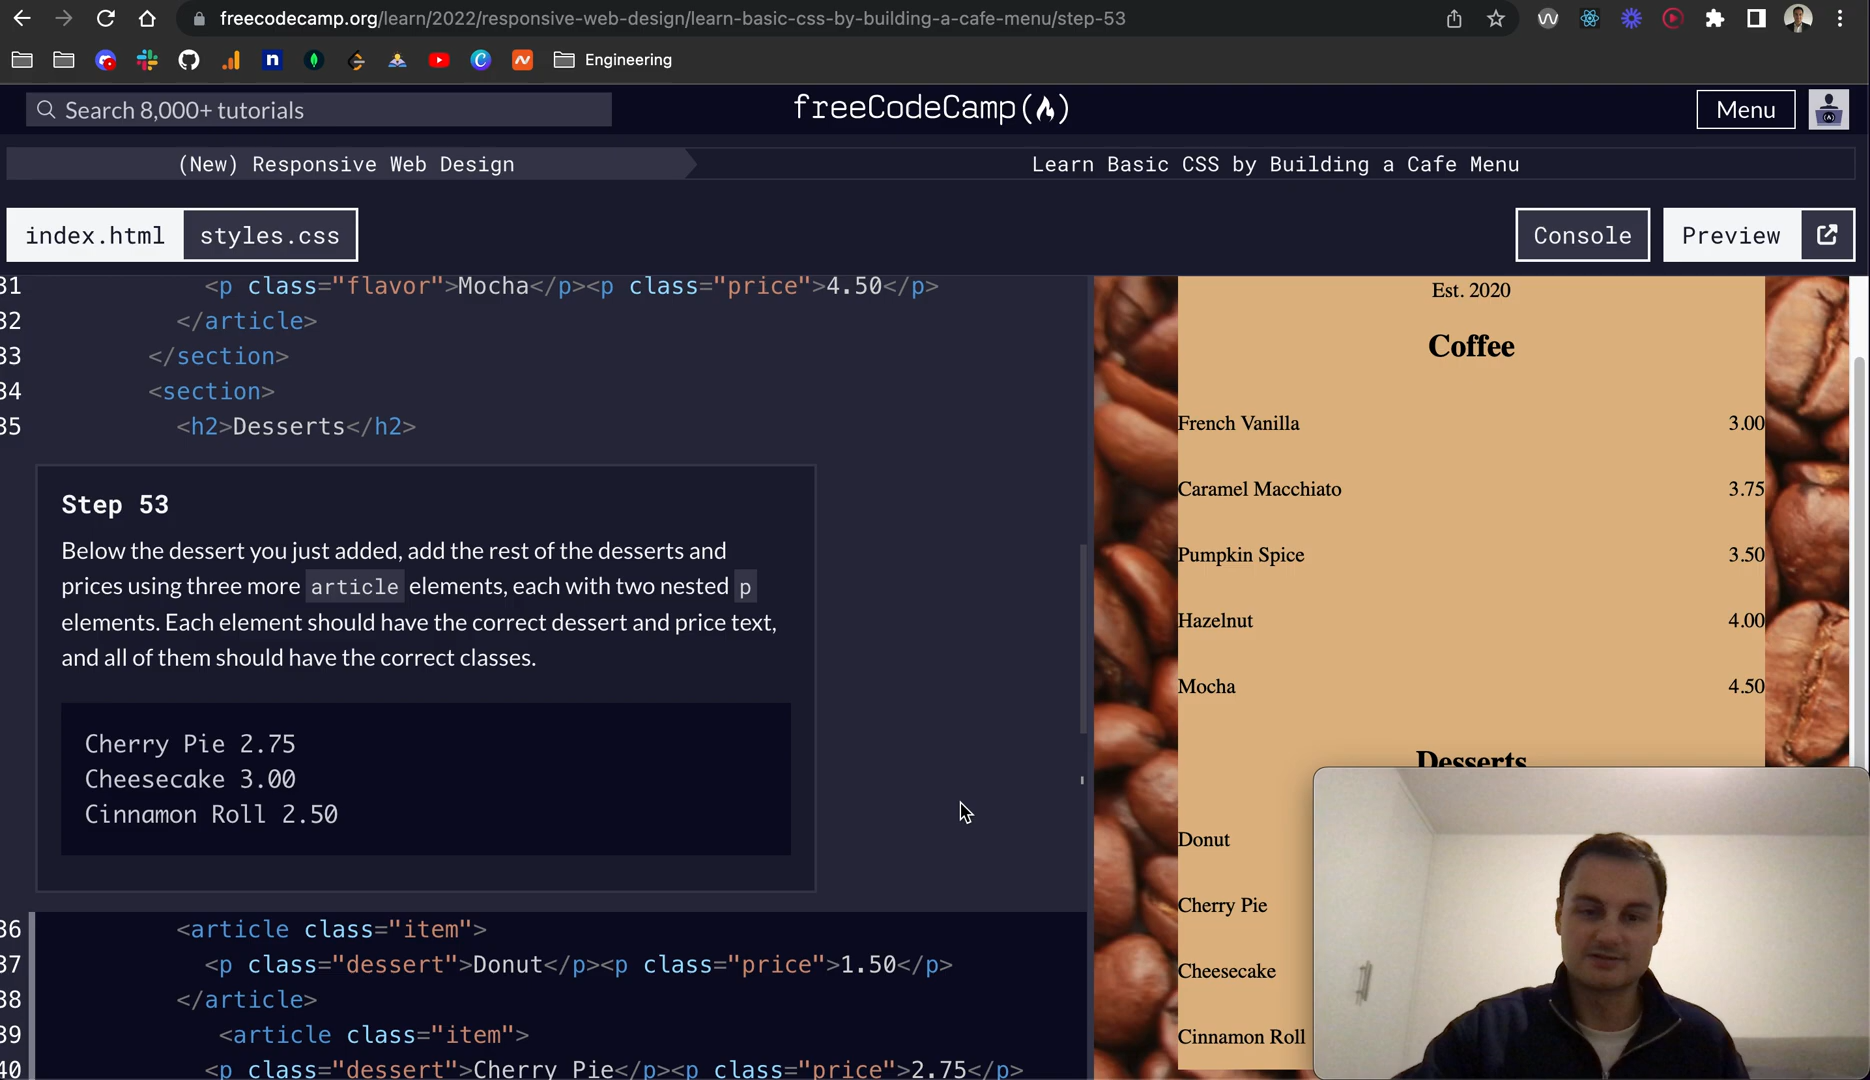 freecodecamp.org/learn/2022/responsive-web-design/learn-basic-css-by-building-a-cafe-menu/step-53
Engineering
Search 8,000+ tutorials
freeCodeCamp
Menu
(New) Responsive Web Design
Learn Basic CSS by Building a Cafe Menu
index.html
styles.css
Console
Preview
31 <p class="flavor">Mocha</p><p class="price">4.50</p>
32 </article>
33 </section>
34 <section>
35 <h2>Desserts</h2>
Step 53
Below the dessert you just added, add the rest of the desserts and
prices using three more article elements, each with two nested p
elements. Each element should have the correct dessert and price text,
and all of them should have the correct classes.
Cherry Pie 2.75
Cheesecake 3.00
Cinnamon Roll 2.50
36 <article class="item">
37 <p class="dessert">Donut</p><p class="price">1.50</p>
38 </article>
39 <article class="item">
40 <p class="dessert">Cherry Pie</p><p class="price">2.75</p>
Est. 2020
Coffee
French Vanilla 3.00
Caramel Macchiato 3.75
Pumpkin Spice 3.50
Hazelnut 4.00
Mocha 4.50
Desserts
Donut
Cherry Pie
Cheesecake
Cinnamon Roll